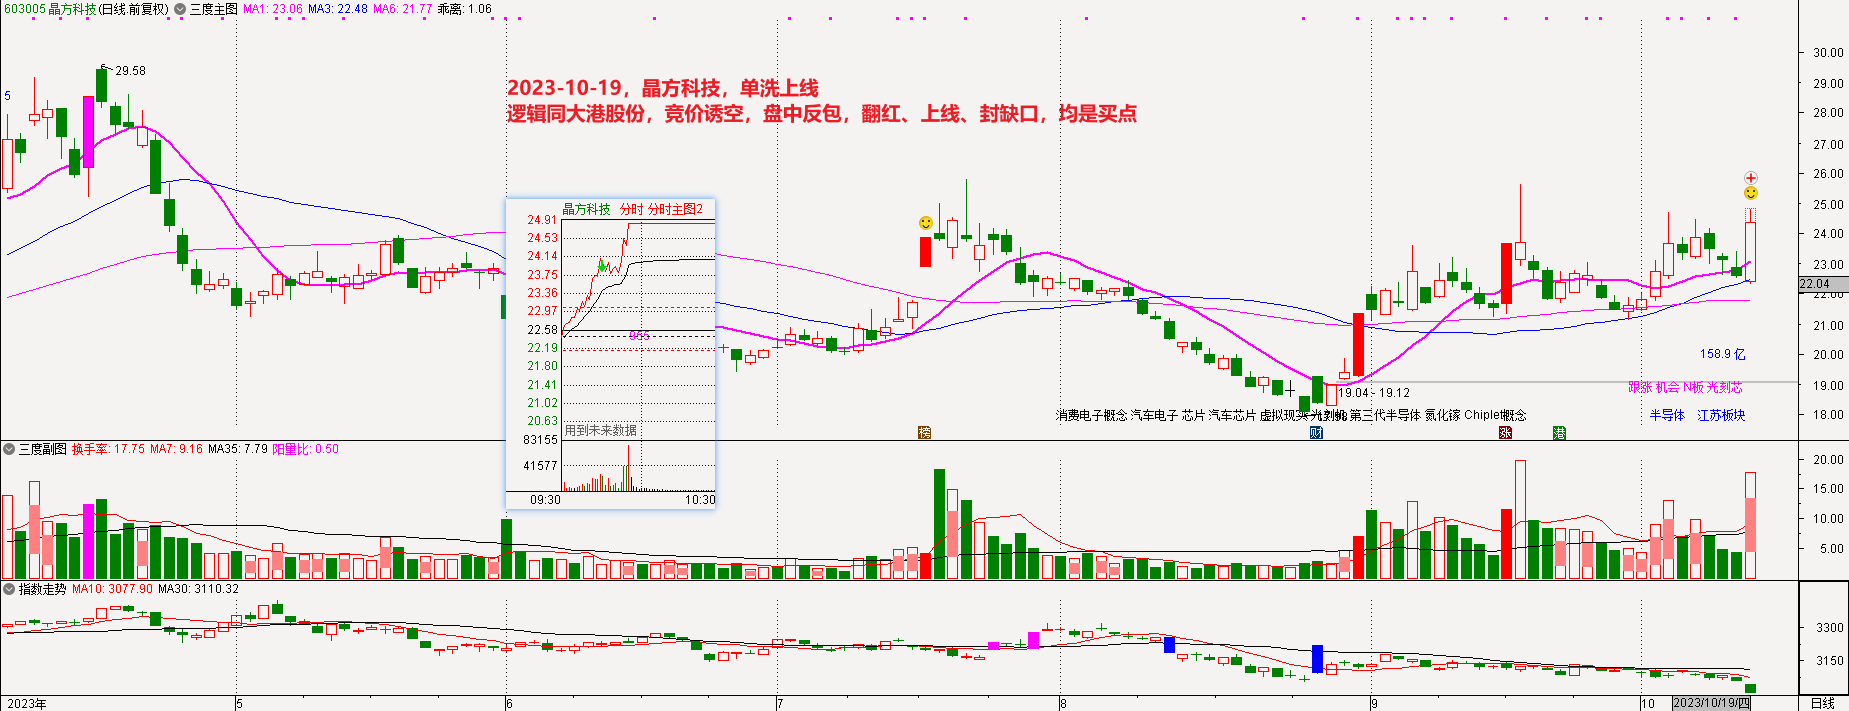 603005 晶方科技(日线.前复权) 三度主图 MA1: 23.06 MA3: 22.48 MA6: 21.77 乖离: 1.06
5
29.58
2023-10-19，晶方科技，单洗上线
逻辑同大港股份，竞价诱空，盘中反包，翻红、上线、封缺口，均是买点
30.00
29.00
28.00
27.00
26.00
25.00
24.00
23.00
22.04
22.00
21.00
20.00
19.00
18.00
晶方科技 分时 分时主图2
24.91
24.53
24.14
23.75
23.36
22.97
22.58
22.19
21.80
21.41
21.02
20.63
用到未来数据
83155
41577
09:30 10:30
158.9 亿
跟涨 机会 N板 光刻芯
半导体 江苏板块
19.04 - 19.12
消费电子概念 汽车电子 芯片 汽车芯片 虚拟现实 光刻机 第三代半导体 氮化镓 Chiplet概念
榜 财 涨 港
三度副图 换手率: 17.75 MA7: 9.16 MA35: 7.79 阳量比: 0.50
20.00
15.00
10.00
5.00
指数走势 MA10: 3077.90 MA30: 3110.32
3300
3150
2023年 5 6 7 8 9 10 2023/10/19/四 日线